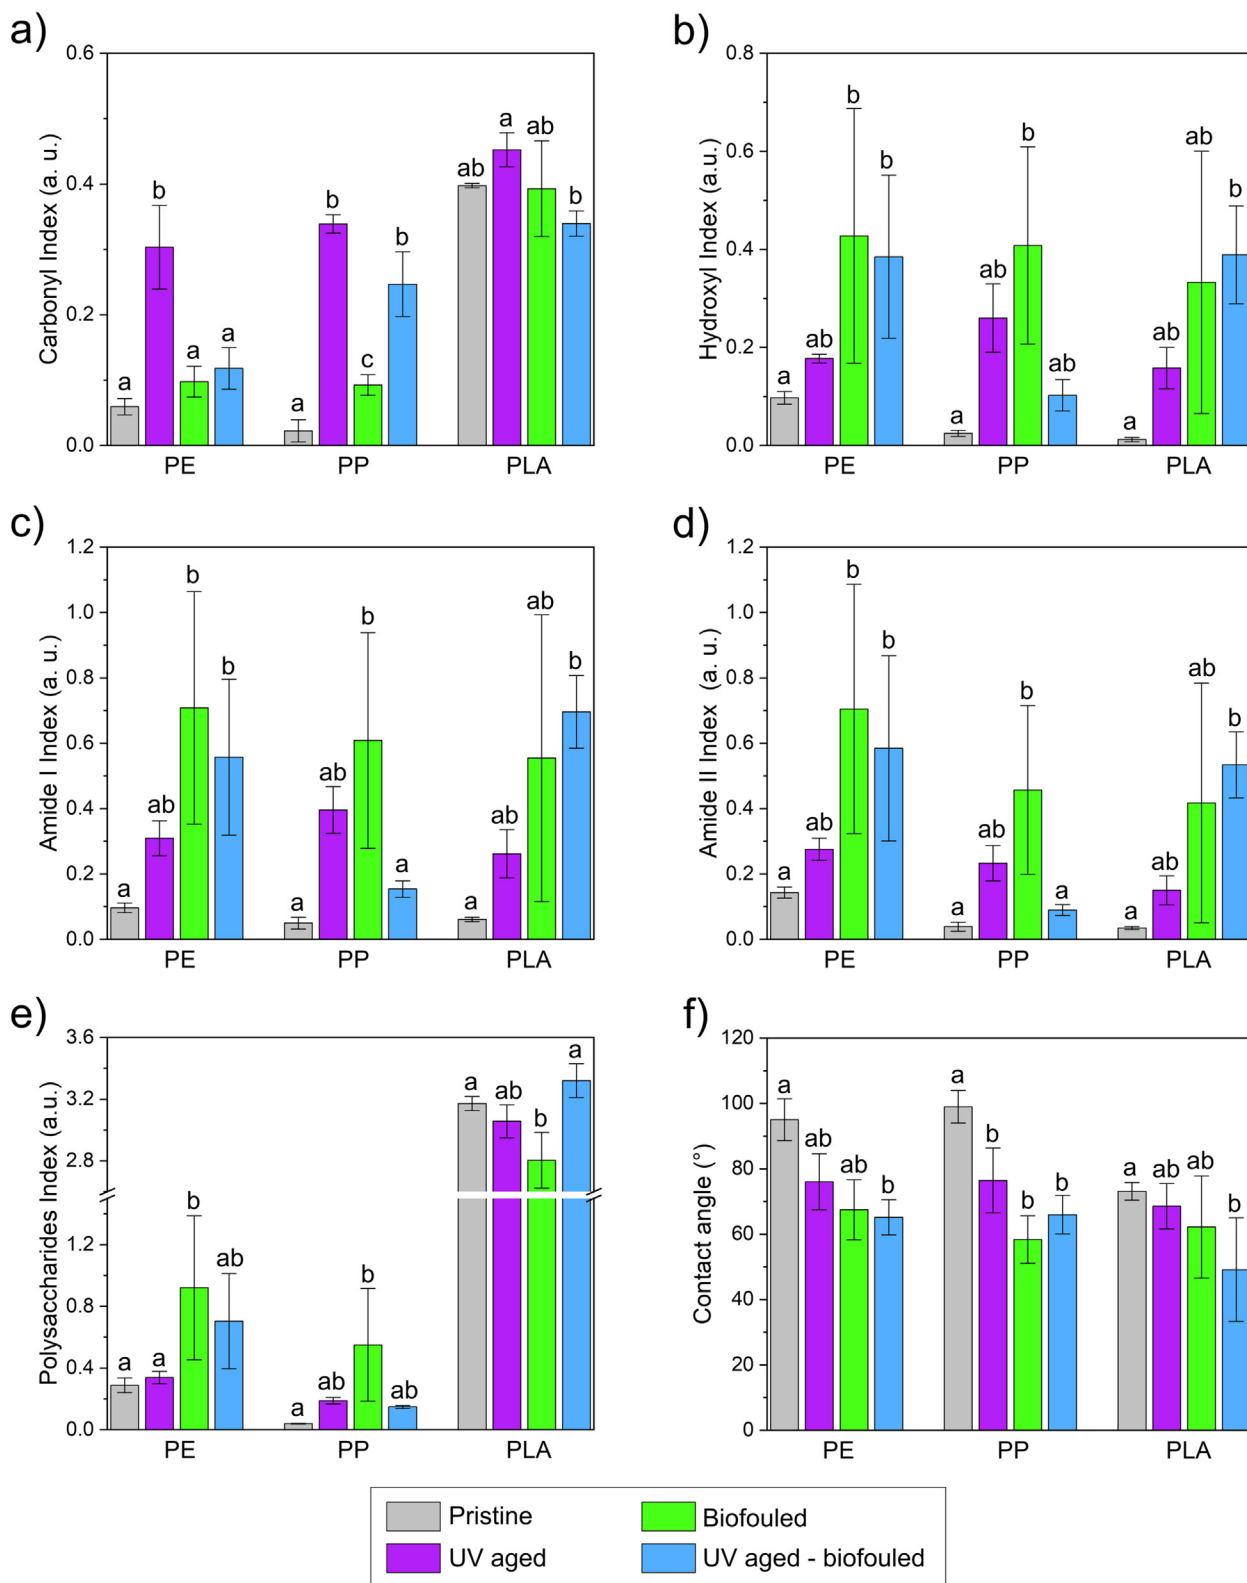 a)
0.6
0.4
0.2
0.0
Carbonyl Index (a. u.)
a
b
a
a
a
b
c
b
ab
a
ab
b
PE
PP
PLA
b)
0.8
0.6
0.4
0.2
0.0
Hydroxyl Index (a.u.)
a
ab
b
b
a
ab
b
ab
a
ab
ab
b
PE
PP
PLA
c)
1.2
1.0
0.8
0.6
0.4
0.2
0.0
Amide I Index (a. u.)
a
ab
b
b
a
ab
b
a
a
ab
ab
b
PE
PP
PLA
d)
1.2
1.0
0.8
0.6
0.4
0.2
0.0
Amide II Index (a. u.)
a
ab
b
b
a
ab
b
a
a
ab
ab
b
PE
PP
PLA
e)
3.6
3.2
2.8
1.2
0.8
0.4
0.0
Polysaccharides Index (a.u.)
a
a
b
ab
a
ab
b
ab
a
ab
b
a
PE
PP
PLA
f)
120
100
80
60
40
20
0
Contact angle (°)
a
ab
ab
b
a
b
b
b
a
ab
ab
b
PE
PP
PLA
Pristine
Biofouled
UV aged
UV aged - biofouled